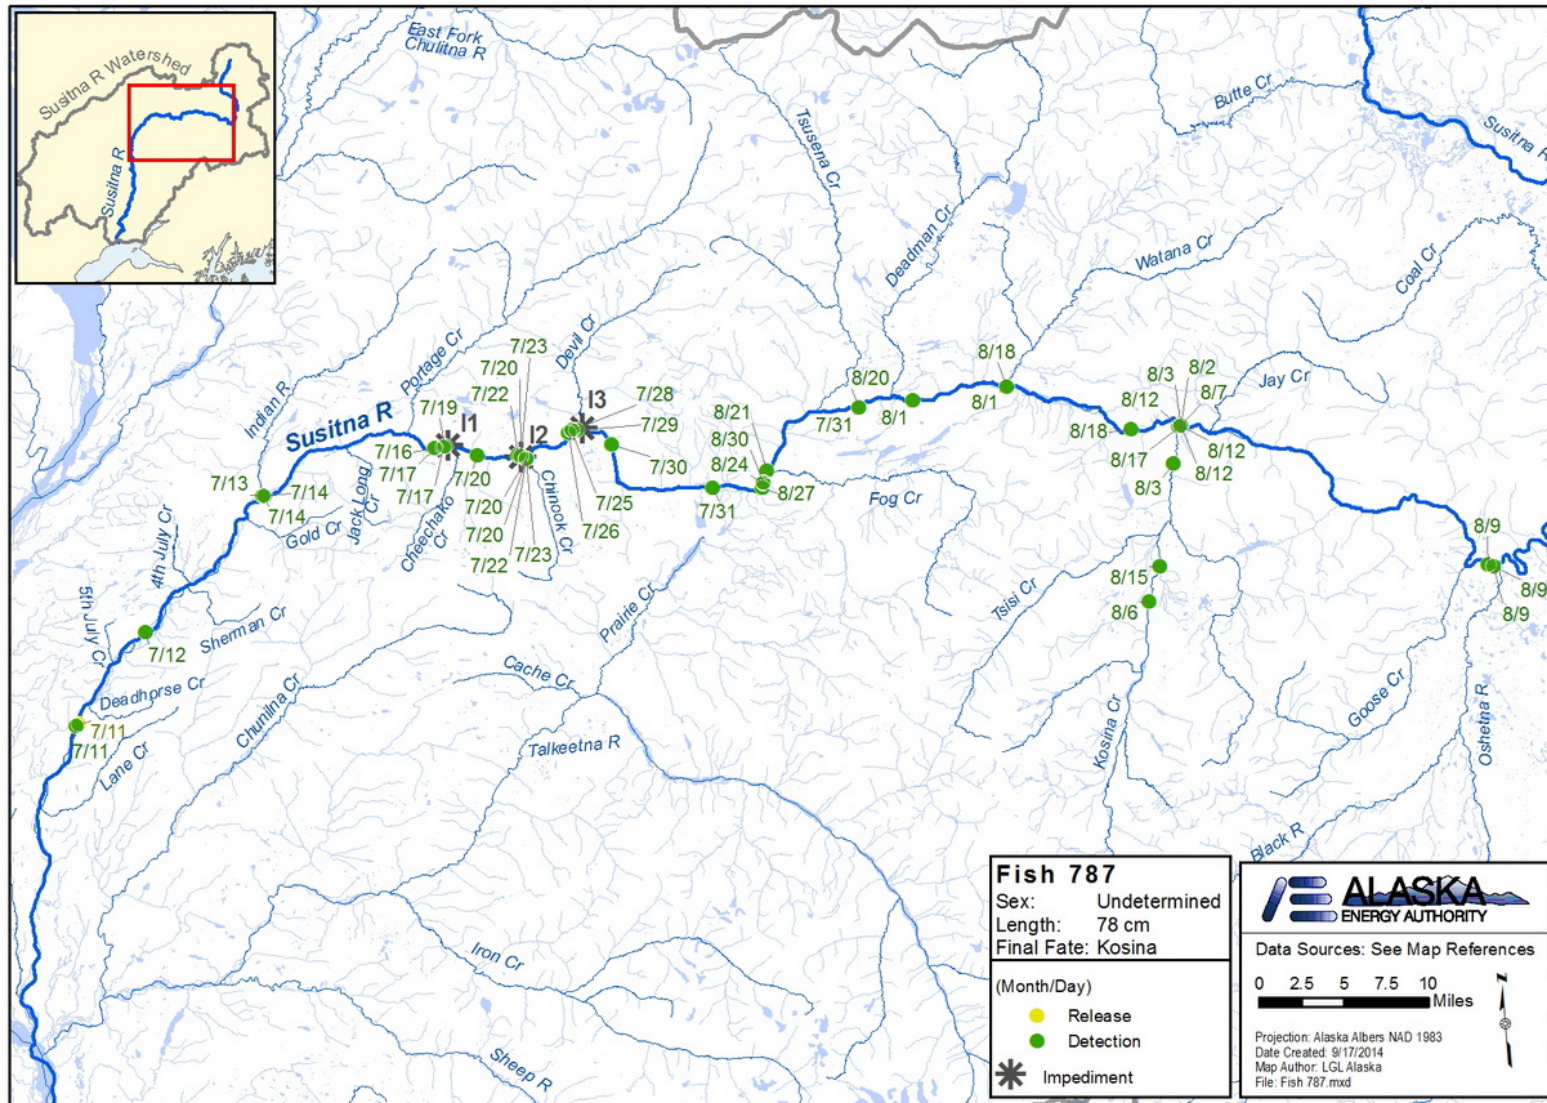 Susitna R Watershed
Susitna R
East Fork
Chulitna R
Tsusena Cr
Butte Cr
Susitna R
Deadman Cr
Watana Cr
Coal Cr
Portage Cr
Devil Cr
Indian R
Susitna R
Jay Cr
7/23
7/20
7/22
7/19
I1
I2
I3
7/28
7/29
7/16
7/17
7/17
7/20
7/20
7/20
7/22
7/23
7/25
7/26
7/30
7/31
8/21
8/30
8/24
8/27
7/31
8/20
8/1
8/18
8/1
8/3
8/2
8/12
8/7
8/18
8/17
8/12
8/12
8/3
8/15
8/6
8/9
8/9
8/9
7/13
7/14
7/14
Gold Cr
Jack Long
Cr
Cheechako
Cr
Chinook Cr
Fog Cr
4th July Cr
5th July Cr
Sherman Cr
7/12
Deadhorse Cr
7/11
7/11
Lane Cr
Chunilna Cr
Prairie Cr
Cache Cr
Talkeetna R
Tsisi Cr
Kosina Cr
Goose Cr
Oshetna R
Black R
Iron Cr
Sheep R
Fish 787
Sex: Undetermined
Length: 78 cm
Final Fate: Kosina
(Month/Day)
Release
Detection
Impediment
ALASKA
ENERGY AUTHORITY
Data Sources: See Map References
0 2.5 5 7.5 10
Miles
N
Projection: Alaska Albers NAD 1983
Date Created: 9/17/2014
Map Author: LGL Alaska
File: Fish 787.mxd